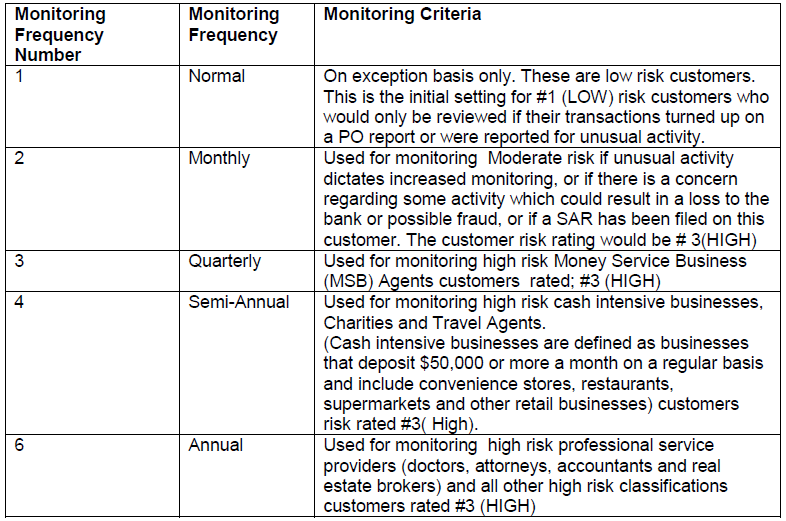 Monitoring Frequency Number
Monitoring Frequency
Monitoring Criteria
1
Normal
On exception basis only. These are low risk customers.
This is the initial setting for #1 (LOW) risk customers who
would only be reviewed if their transactions turned up on
a PO report or were reported for unusual activity.
2
Monthly
Used for monitoring  Moderate risk if unusual activity
dictates increased monitoring, or if there is a concern
regarding some activity which could result in a loss to the
bank or possible fraud, or if a SAR has been filed on this
customer. The customer risk rating would be # 3(HIGH)
3
Quarterly
Used for monitoring high risk Money Service Business
(MSB) Agents customers  rated; #3 (HIGH)
4
Semi-Annual
Used for monitoring high risk cash intensive businesses,
Charities and Travel Agents.
(Cash intensive businesses are defined as businesses
that deposit $50,000 or more a month on a regular basis
and include convenience stores, restaurants,
supermarkets and other retail businesses) customers
risk rated #3( High).
6
Annual
Used for monitoring  high risk professional service
providers (doctors, attorneys, accountants and real
estate brokers) and all other high risk classifications
customers rated #3 (HIGH)